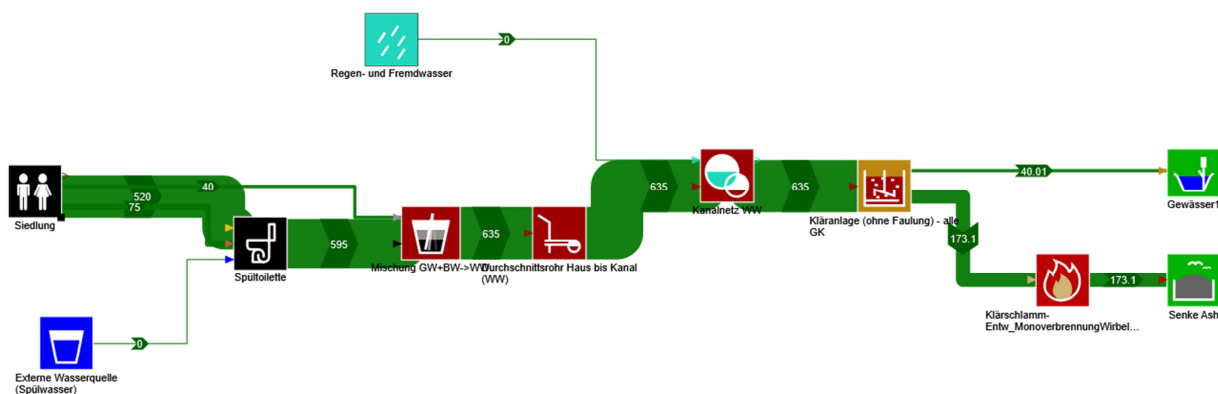 0
Regen- und Fremdwasser
520
40
75
Siedlung
595
Spültoilette
635
Mischung GW+BW->WW
(WW)
Durchschnittsrohr Haus bis Kanal
635
Kanalnetz WW
635
Kläranlage (ohne Faulung) - alle
GK
40.01
Gewässer1
173.1
173.1
Klärschlamm-
Entw_MonoverbrennungWirbel...
Senke Ash
0
Externe Wasserquelle
(Spülwasser)